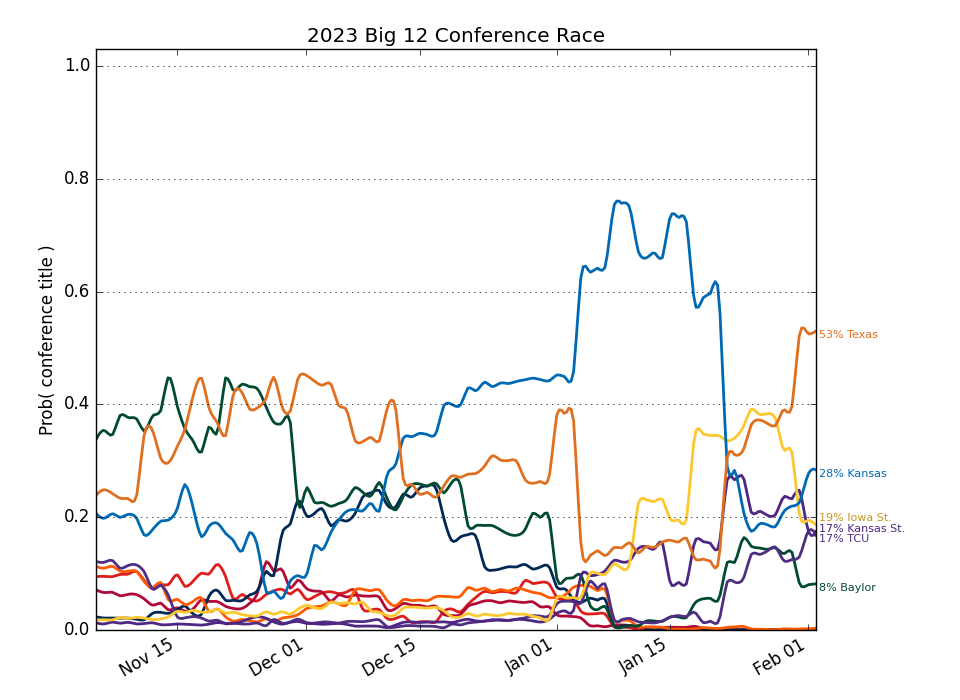 2023 Big 12 Conference Race
Prob( conference title )
1.0
0.8
0.6
0.4
0.2
0.0
53% Texas
28% Kansas
19% Iowa St.
17% Kansas St.
17% TCU
8% Baylor
Nov 15
Dec 01
Dec 15
Jan 01
Jan 15
Feb 01